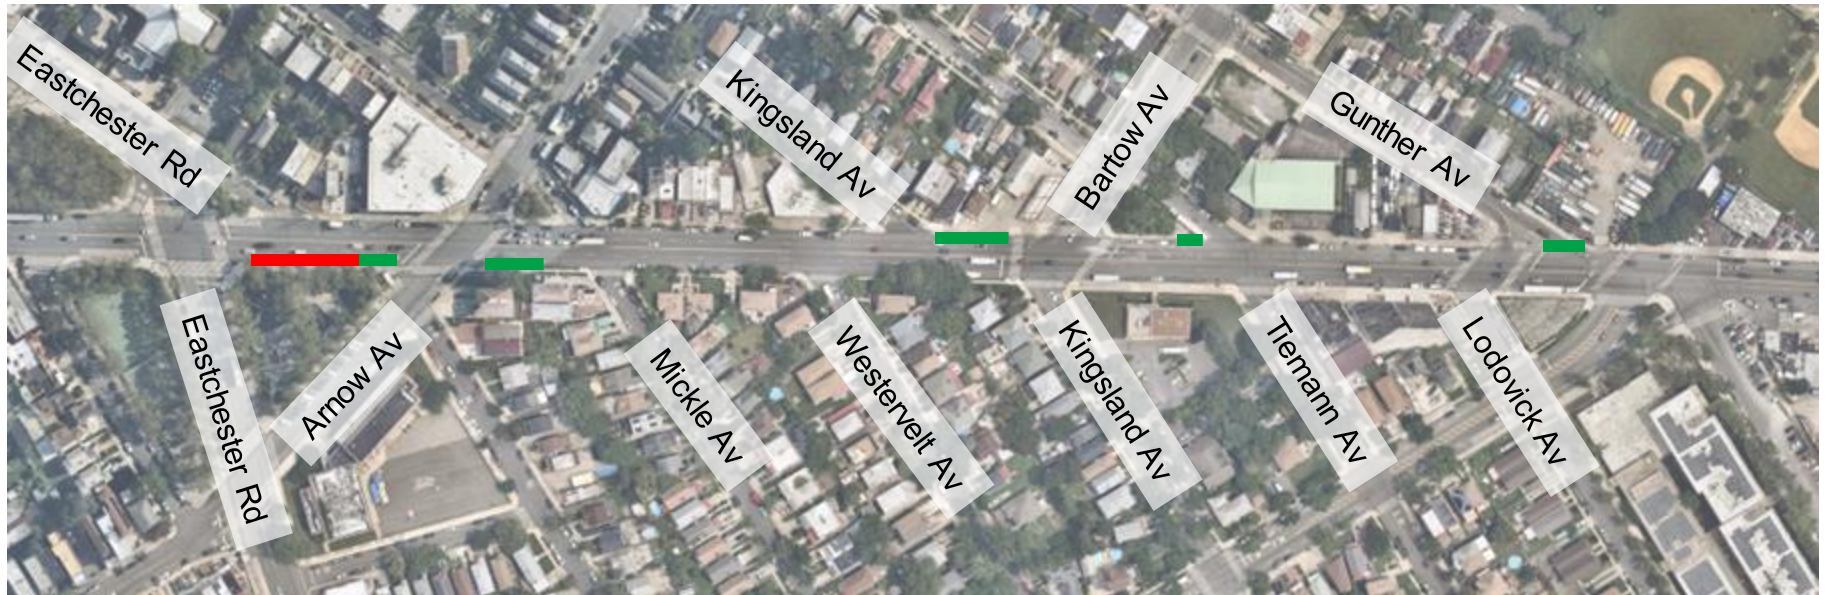 Eastchester Rd
Kingsland Av
Bartow Av
Gunther Av
Eastchester Rd
Arnow Av
Mickle Av
Westervelt Av
Kingsland Av
Tiemann Av
Lodovick Av